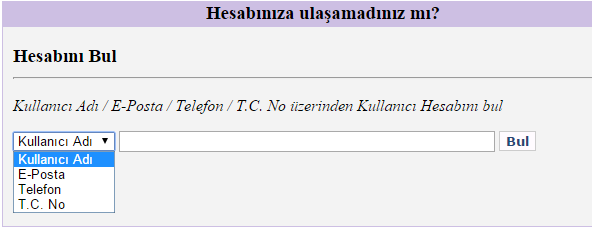 Hesabınıza ulaşamadınız mı?
Hesabını Bul
Kullanıcı Adı / E-Posta / Telefon / T.C. No üzerinden Kullanıcı Hesabını bul
Kullanıcı Adı Bul
Kullanıcı Adı
E-Posta
Telefon
T.C. No